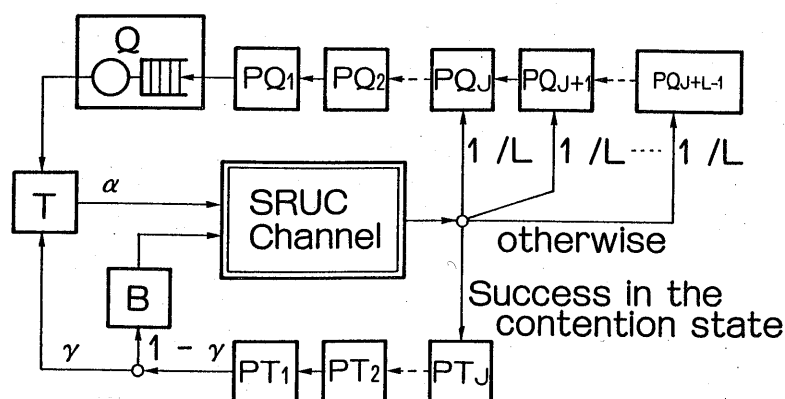 Q
PQ1 PQ2 PQJ PQJ+1 PQJ+L-1
1 /L 1 /L ····· 1 /L
T α SRUC
Channel
otherwise
B
Success in the
contention state
γ 1 - γ PT1 PT2 PTJ